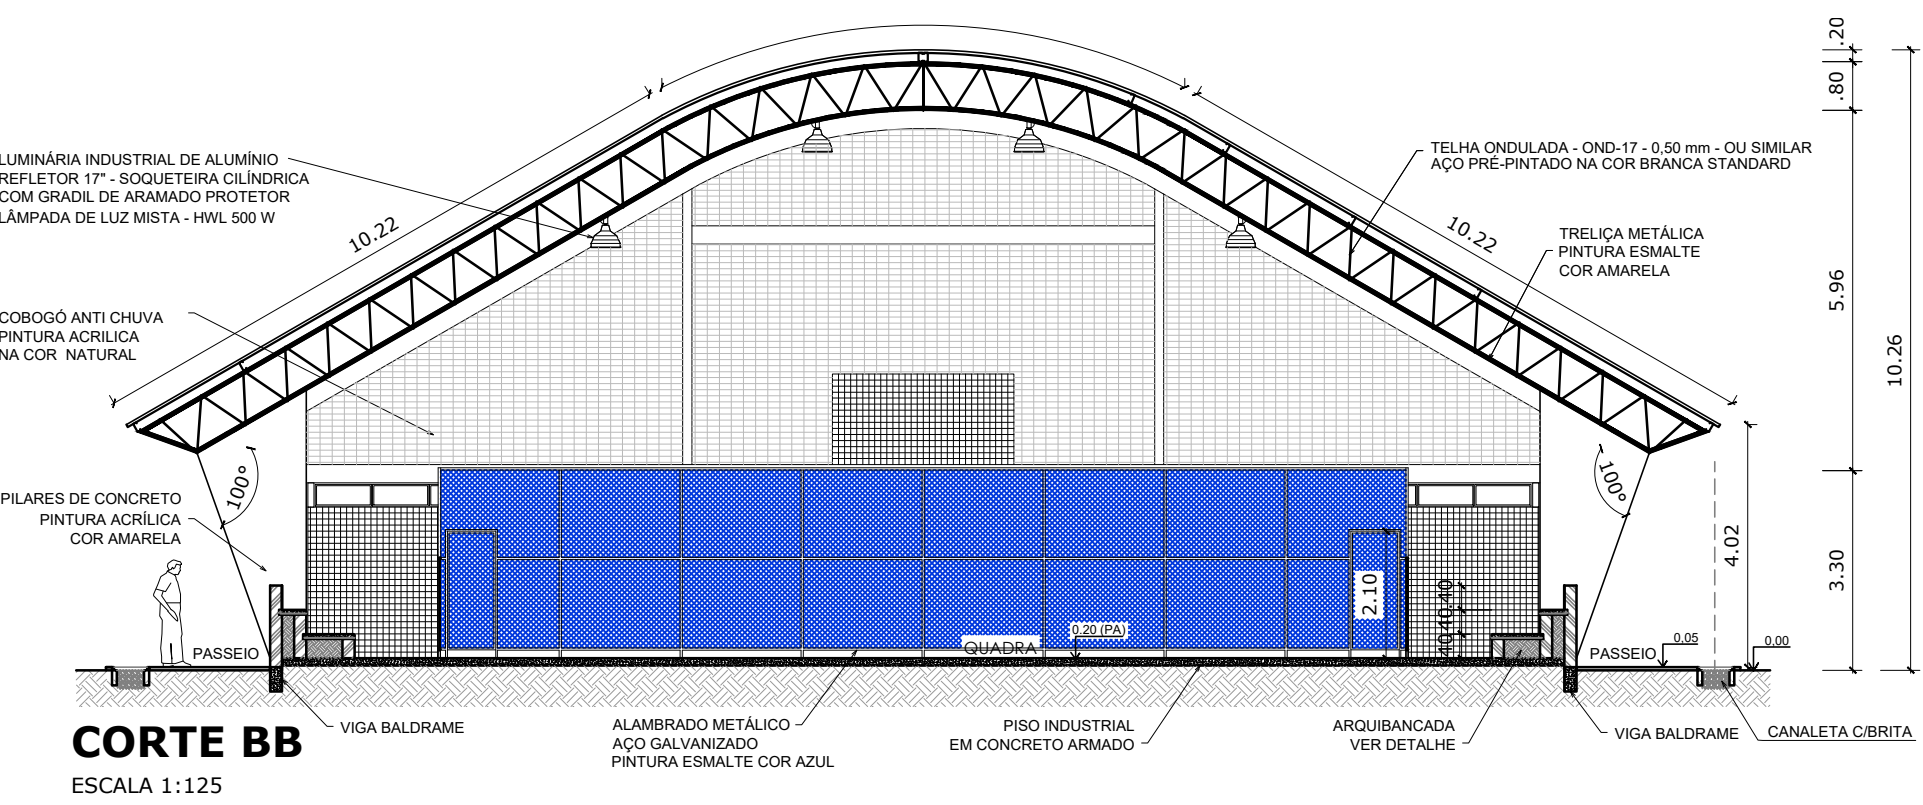 .20
.80
5.96
10.26
3.30
4.02
LUMINÁRIA INDUSTRIAL DE ALUMÍNIO
REFLETOR 17" - SOQUETEIRA CILÍNDRICA
COM GRADIL DE ARAMADO PROTETOR
LÂMPADA DE LUZ MISTA - HWL 500 W
10.22
10.22
TELHA ONDULADA - OND-17 - 0,50 mm - OU SIMILAR
AÇO PRÉ-PINTADO NA COR BRANCA STANDARD
TRELIÇA METÁLICA
PINTURA ESMALTE
COR AMARELA
COBOGÓ ANTI CHUVA
PINTURA ACRILICA
NA COR NATURAL
100°
100°
PILARES DE CONCRETO
PINTURA ACRÍLICA
COR AMARELA
2.10
.40
.40
.40
0.20 (PA)
QUADRA
PASSEIO
PASSEIO
0,05
0,00
VIGA BALDRAME
ALAMBRADO METÁLICO
AÇO GALVANIZADO
PINTURA ESMALTE COR AZUL
PISO INDUSTRIAL
EM CONCRETO ARMADO
ARQUIBANCADA
VER DETALHE
VIGA BALDRAME
CANALETA C/BRITA
CORTE BB
ESCALA 1:125